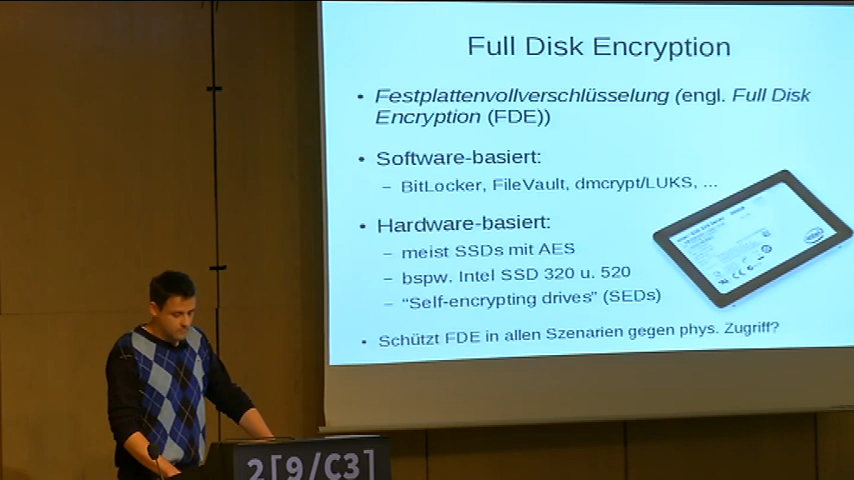 Full Disk Encryption
• Festplattenvollverschlüsselung (engl. Full Disk
Encryption (FDE))
• Software-basiert:
– BitLocker, FileVault, dmcrypt/LUKS, ...
• Hardware-basiert:
– meist SSDs mit AES
– bspw. Intel SSD 320 u. 520
– “Self-encrypting drives” (SEDs)
• Schützt FDE in allen Szenarien gegen phys. Zugriff?
intel
2[9/C3]